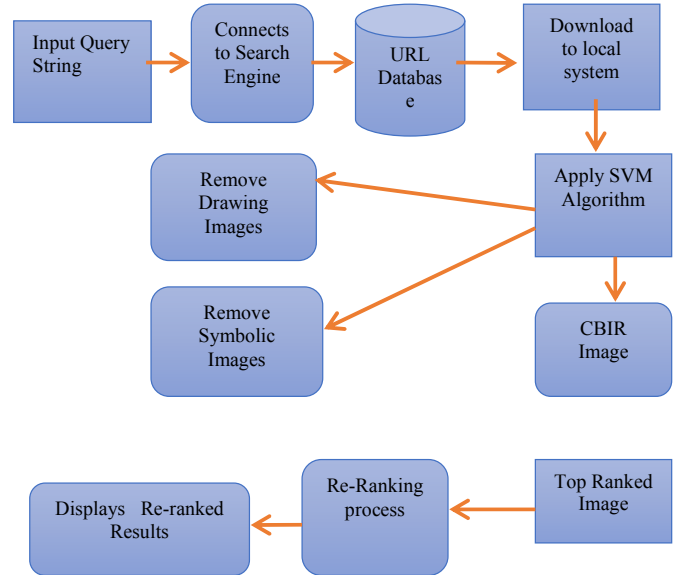 Input Query
String
Connects
to Search
Engine
URL
Databas
e
Download
to local
system
Remove
Drawing
Images
Apply SVM
Algorithm
Remove
Symbolic
Images
CBIR
Image
Displays Re-ranked
Results
Re-Ranking
process
Top Ranked
Image